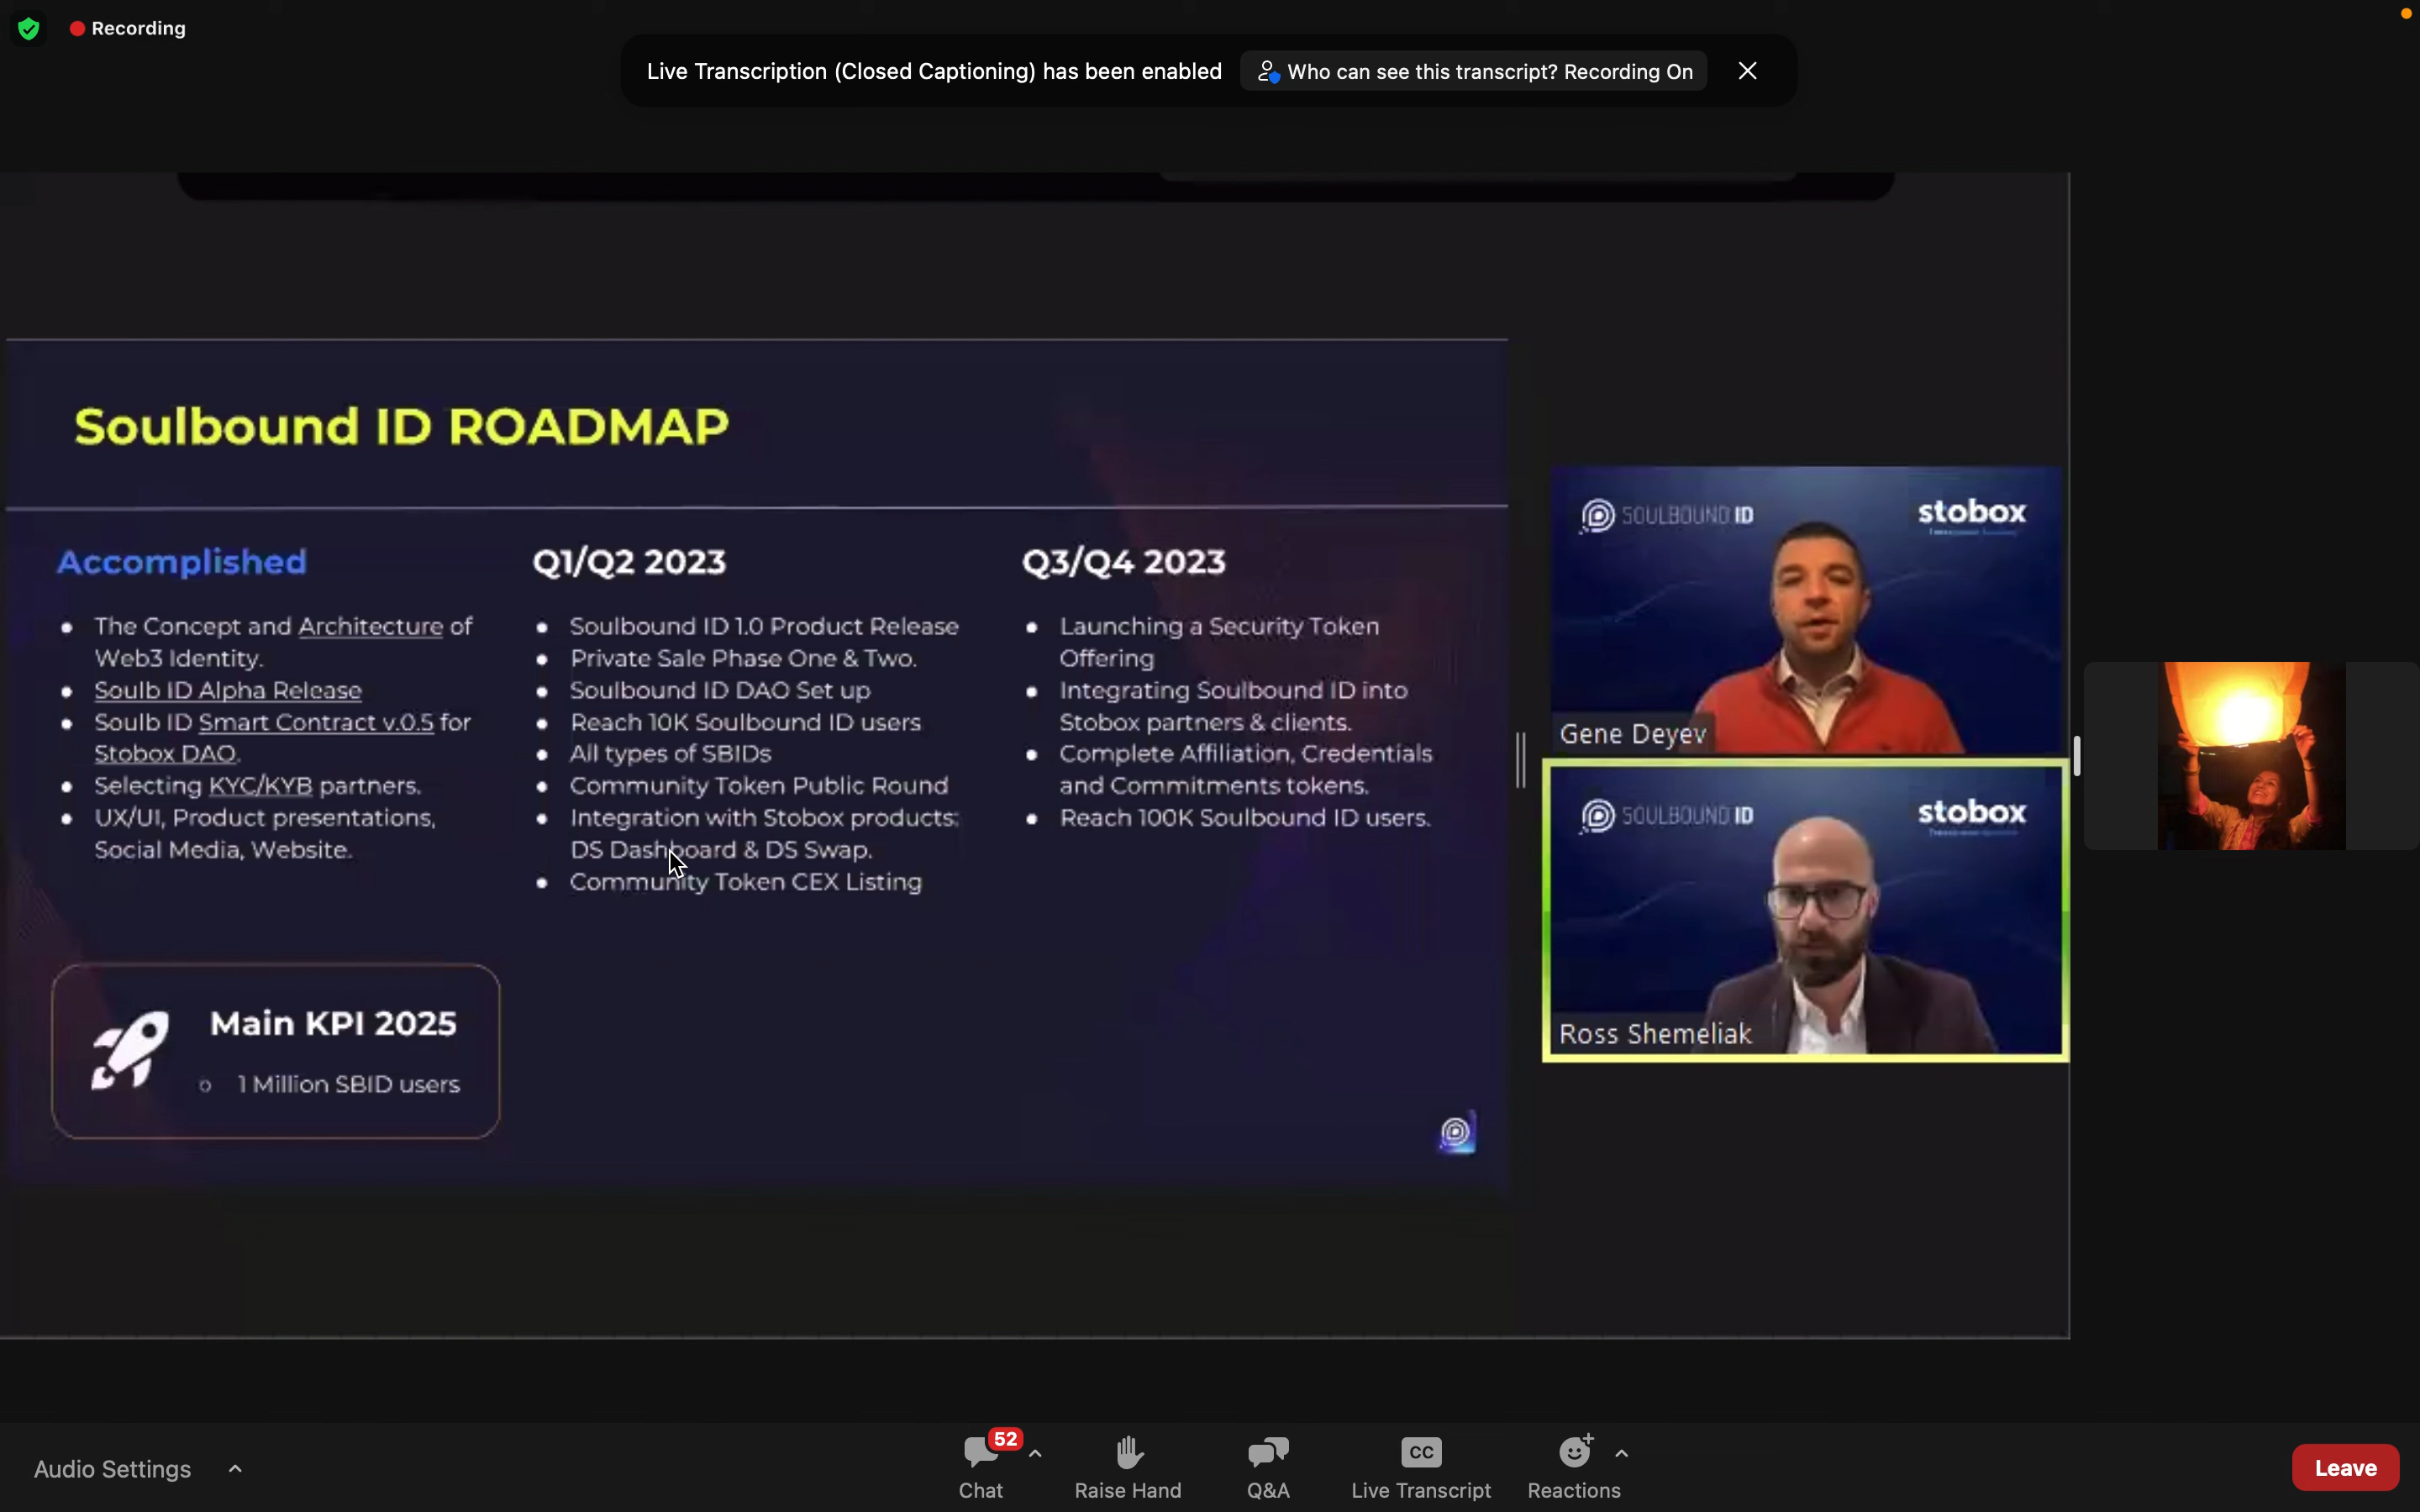 Recording
Live Transcription (Closed Captioning) has been enabled
Who can see this transcript? Recording On
Soulbound ID ROADMAP
Accomplished
The Concept and Architecture of
Web3 Identity.
Soulb ID Alpha Release
Soulb ID Smart Contract v.0.5 for
Stobox DAO.
Selecting KYC/KYB partners.
UX/UI, Product presentations,
Social Media, Website.
Q1/Q2 2023
Soulbound ID 1.0 Product Release
Private Sale Phase One & Two.
Soulbound ID DAO Set up
Reach 10K Soulbound ID users
All types of SBIDs
Community Token Public Round
Integration with Stobox products:
DS Dashboard & DS Swap.
Community Token CEX Listing
Q3/Q4 2023
Launching a Security Token
Offering
Integrating Soulbound ID into
Stobox partners & clients.
Complete Affiliation, Credentials
and Commitments tokens.
Reach 100K Soulbound ID users.
Main KPI 2025
1 Million SBID users
SOULBOUND ID
stobox
Gene Deyev
SOULBOUND ID
stobox
Ross Shemeliak
Audio Settings
52
Chat
Raise Hand
Q&A
CC
Live Transcript
Reactions
Leave